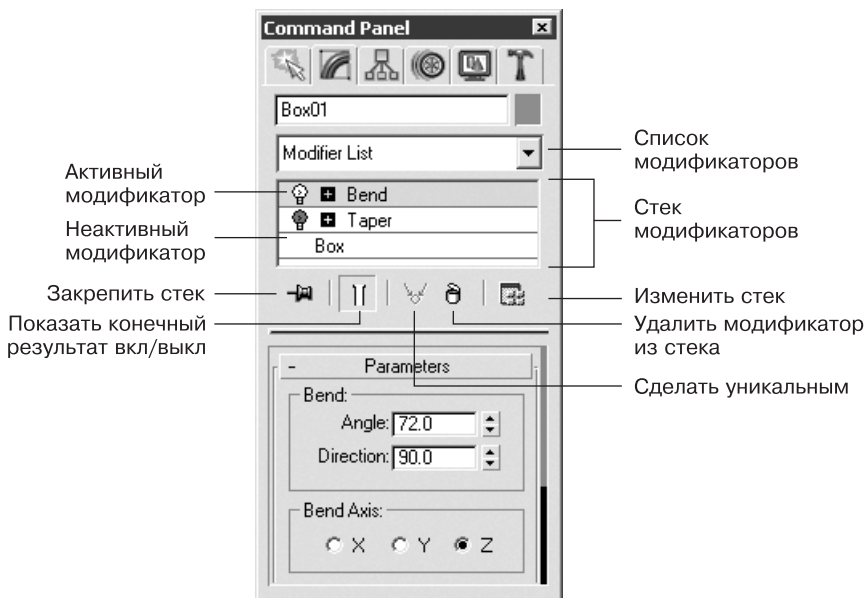 Command Panel
Box01
Modifier List
Bend
Taper
Box
Активный
модификатор
Неактивный
модификатор
Закрепить стек
Показать конечный
результат вкл/выкл
Список
модификаторов
Стек
модификаторов
Изменить стек
Удалить модификатор
из стека
Сделать уникальным
- Parameters
Bend:
Angle: 72.0
Direction: 90.0
Bend Axis:
X Y Z